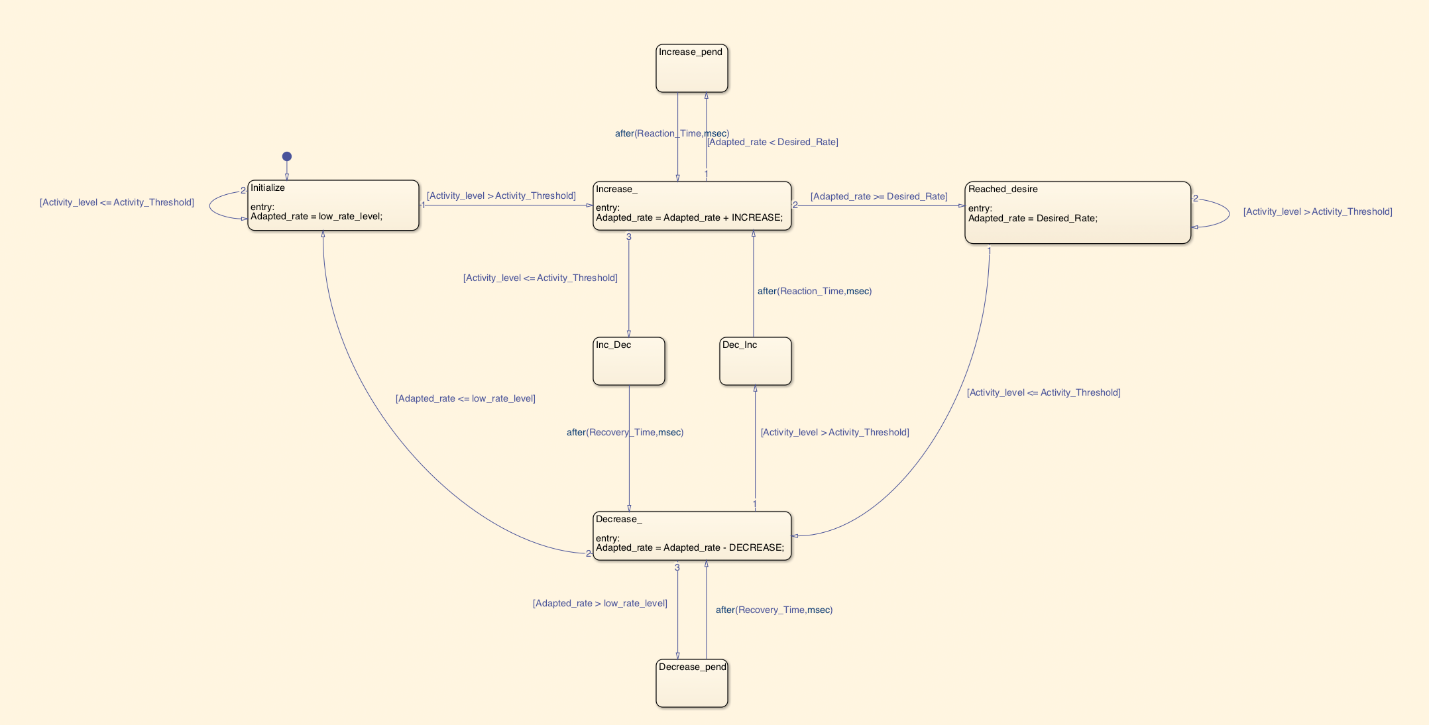 Increase_pend
after(Reaction_Time,msec)
[Adapted_rate < Desired_Rate]
1
2
Initialize
entry:
Adapted_rate = low_rate_level;
[Activity_level <= Activity_Threshold]
1
[Activity_level > Activity_Threshold]
Increase_
entry:
Adapted_rate = Adapted_rate + INCREASE;
2
[Adapted_rate >= Desired_Rate]
Reached_desire
entry:
Adapted_rate = Desired_Rate;
2
[Activity_level > Activity_Threshold]
3
1
[Activity_level <= Activity_Threshold]
after(Reaction_Time,msec)
Inc_Dec
Dec_Inc
[Adapted_rate <= low_rate_level]
[Activity_level <= Activity_Threshold]
after(Recovery_Time,msec)
[Activity_level > Activity_Threshold]
1
Decrease_
entry:
Adapted_rate = Adapted_rate - DECREASE;
2
3
[Adapted_rate > low_rate_level]
after(Recovery_Time,msec)
Decrease_pend